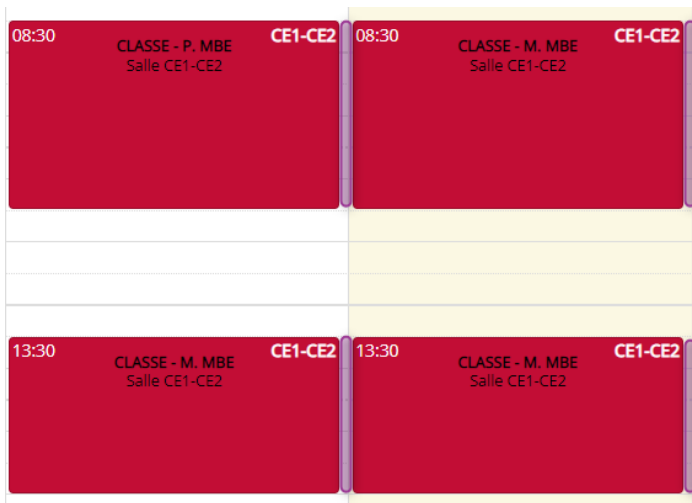 08:30 CE1-CE2
CLASSE - P. MBE
Salle CE1-CE2
08:30 CE1-CE2
CLASSE - M. MBE
Salle CE1-CE2
13:30 CE1-CE2
CLASSE - M. MBE
Salle CE1-CE2
13:30 CE1-CE2
CLASSE - M. MBE
Salle CE1-CE2